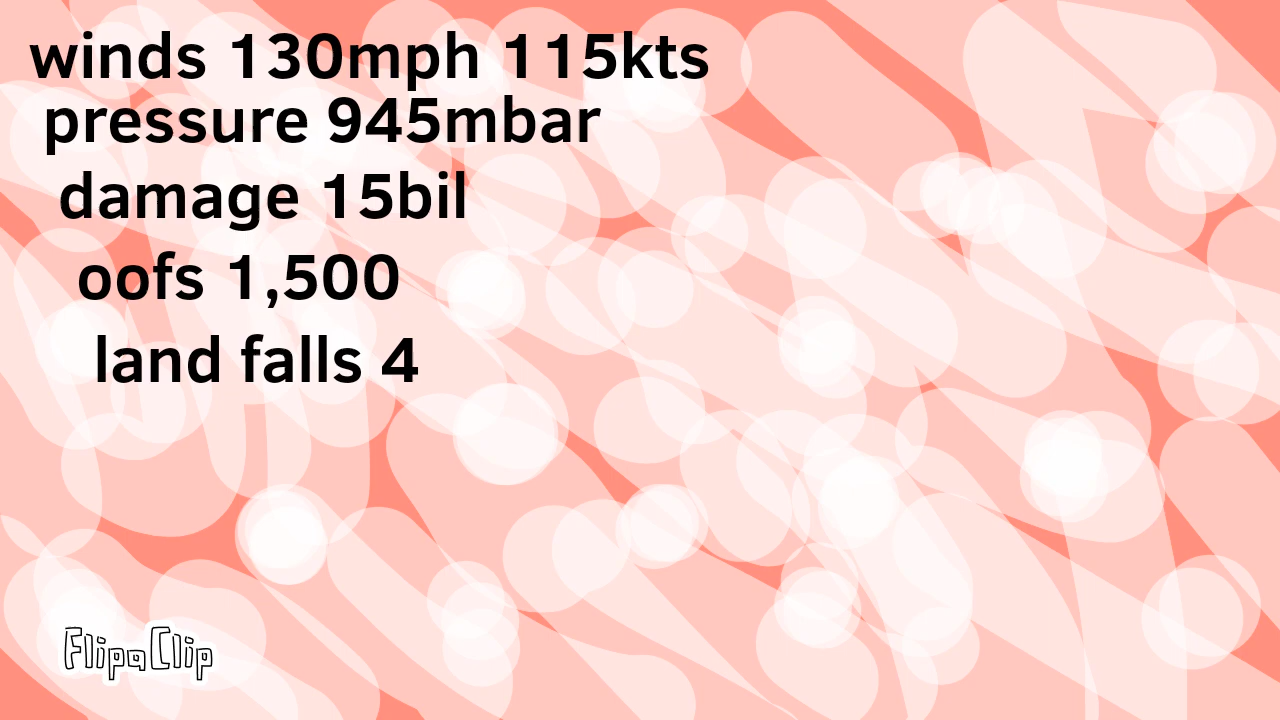 winds 130mph 115kts
pressure 945mbar
damage 15bil
oofs 1,500
land falls 4
FlipaClip